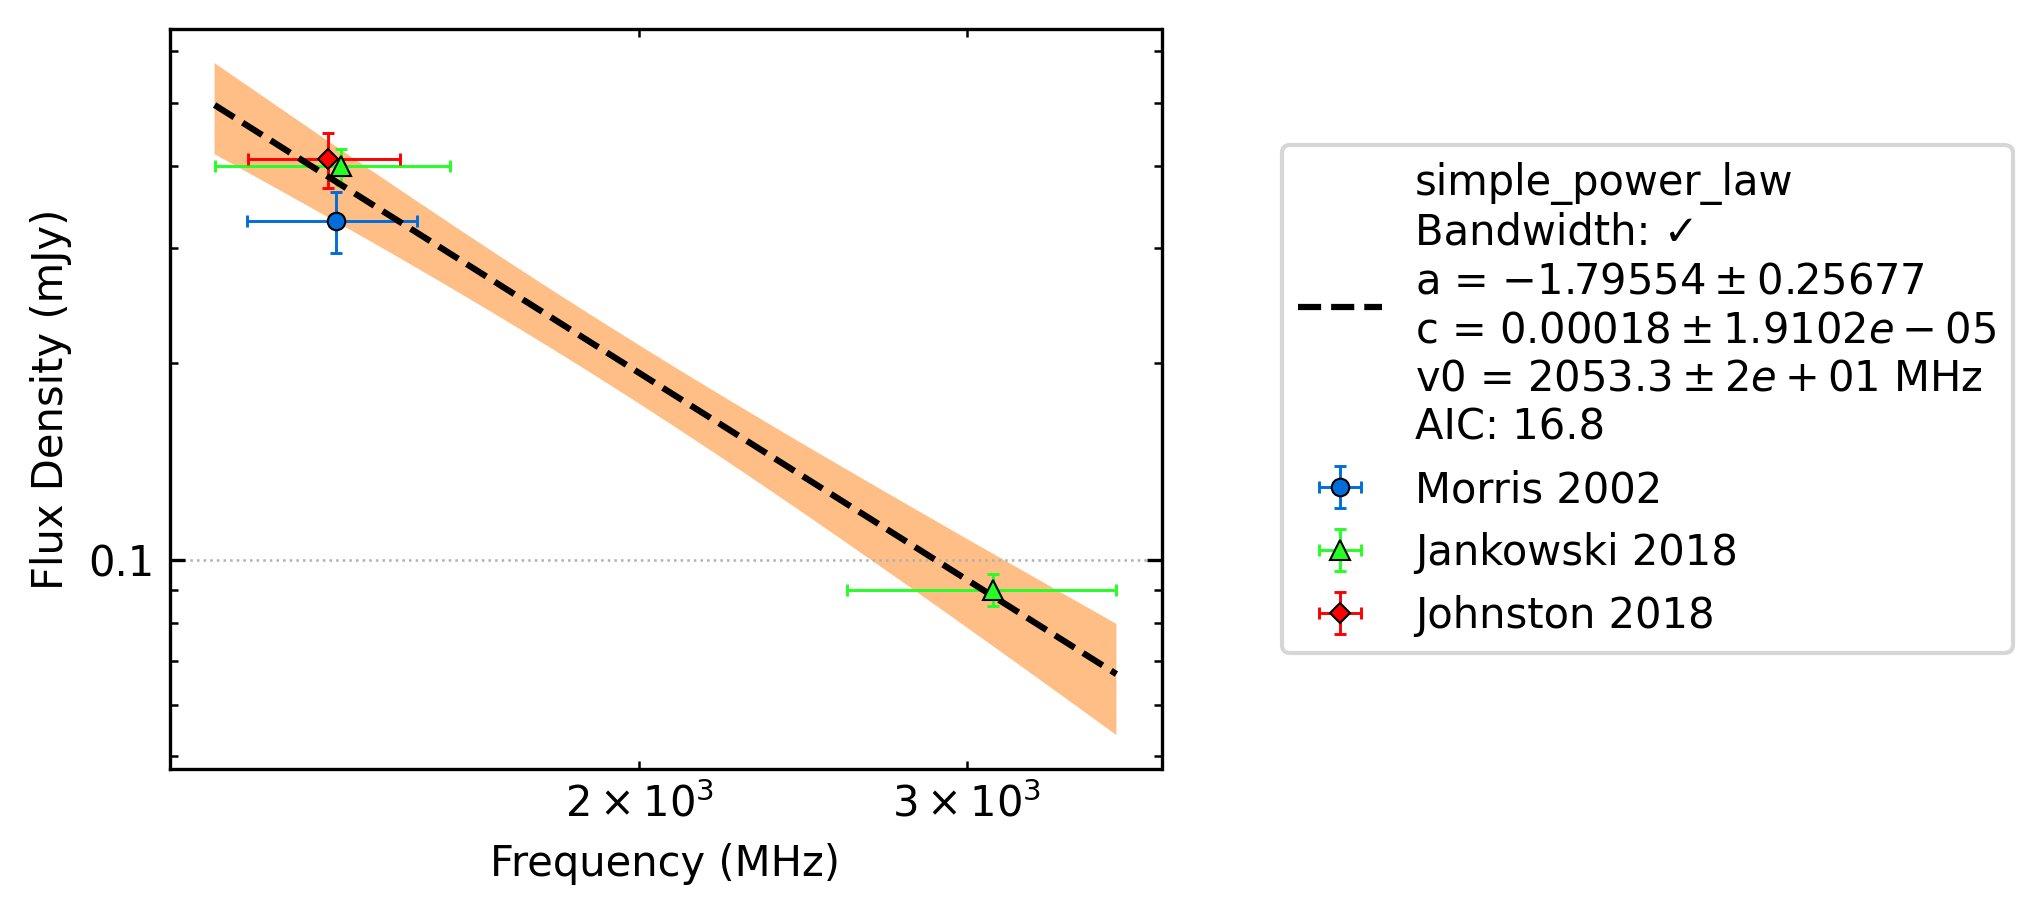 Flux Density (mJy)
0.1
2 × 10³
3 × 10³
Frequency (MHz)
simple_power_law
Bandwidth: ✓
a = −1.79554 ± 0.25677
c = 0.00018 ± 1.9102e − 05
v0 = 2053.3 ± 2e + 01 MHz
AIC: 16.8
Morris 2002
Jankowski 2018
Johnston 2018